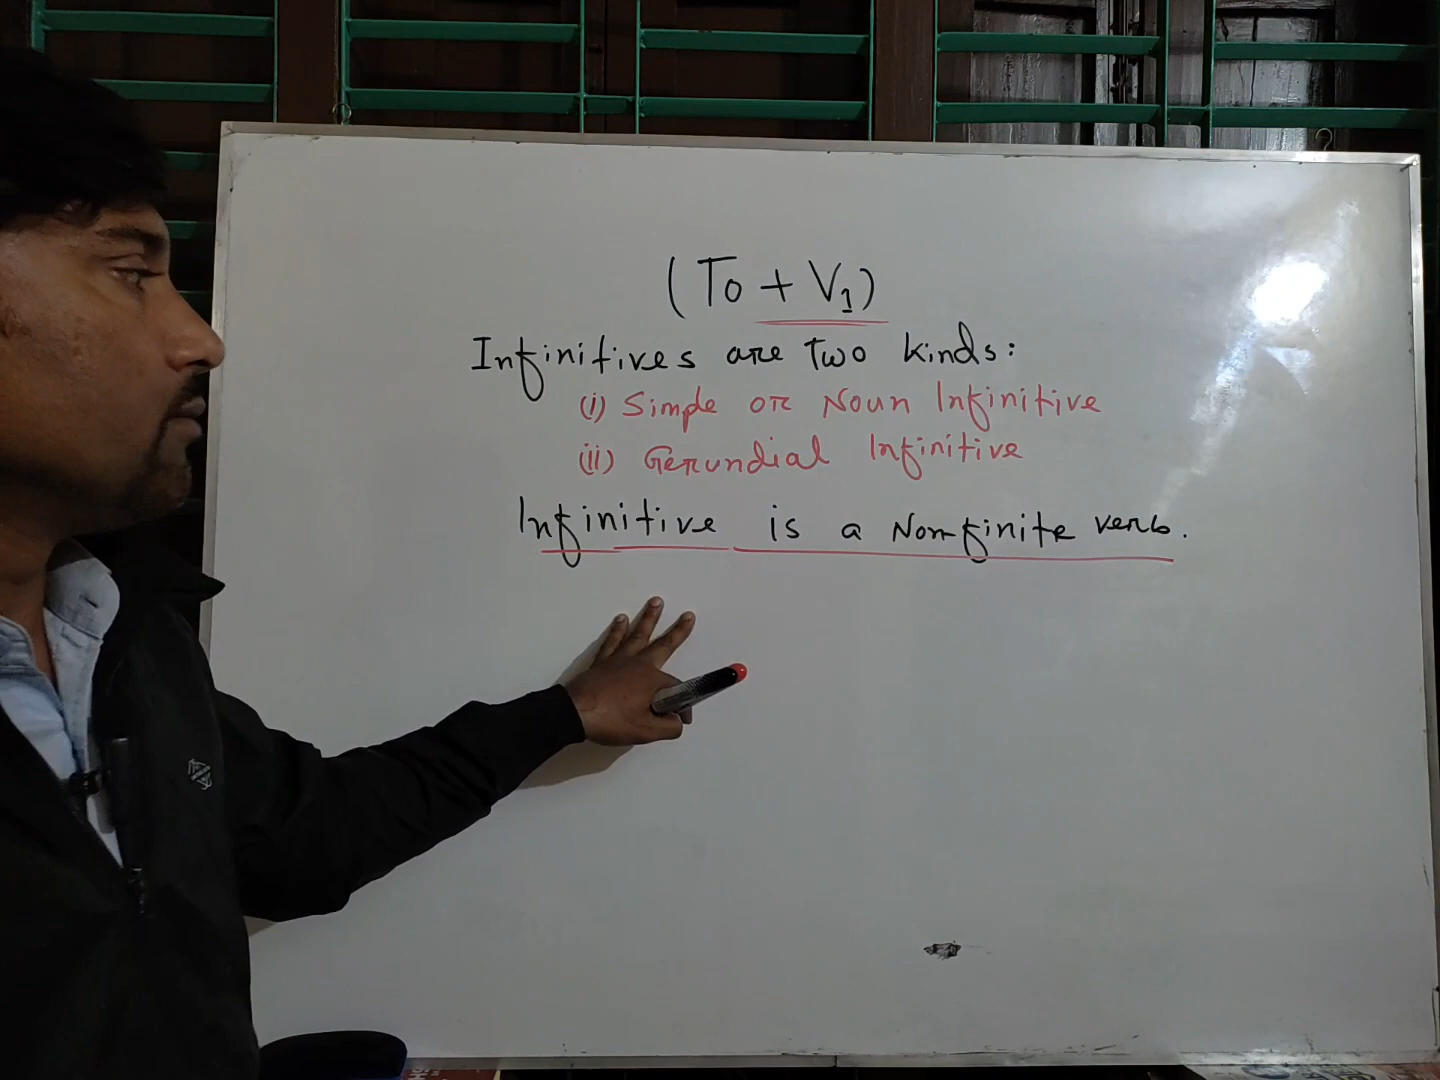 (To + V1)
Infinitives are two kinds:
(i) Simple or Noun Infinitive
(ii) Gerundial Infinitive
Infinitive is a Non-finite verb.